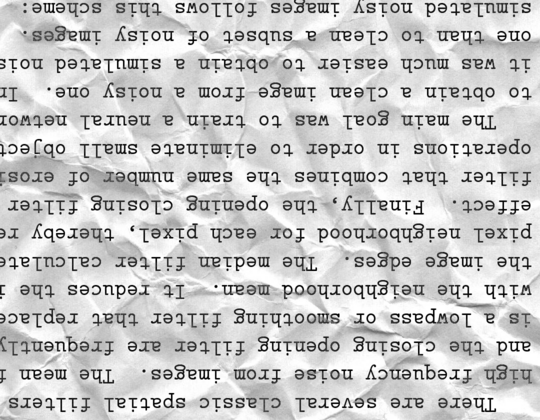 There are several classic spatial filters
high frequency noise from images. The mean f
and the closing opening filter are frequently
is a lowpass or smoothing filter that replace
with the neighborhood mean. It reduces the i
the image edges. The median filter calculate
pixel neighborhood for each pixel, thereby re
effect. Finally, the opening closing filter
filter that combines the same number of erosi
operations in order to eliminate small object
The main goal was to train a neural networ
to obtain a clean image from a noisy one. In
it was much easier to obtain a simulated nois
one than to clean a subset of noisy images.
simulated noisy images follows this scheme: